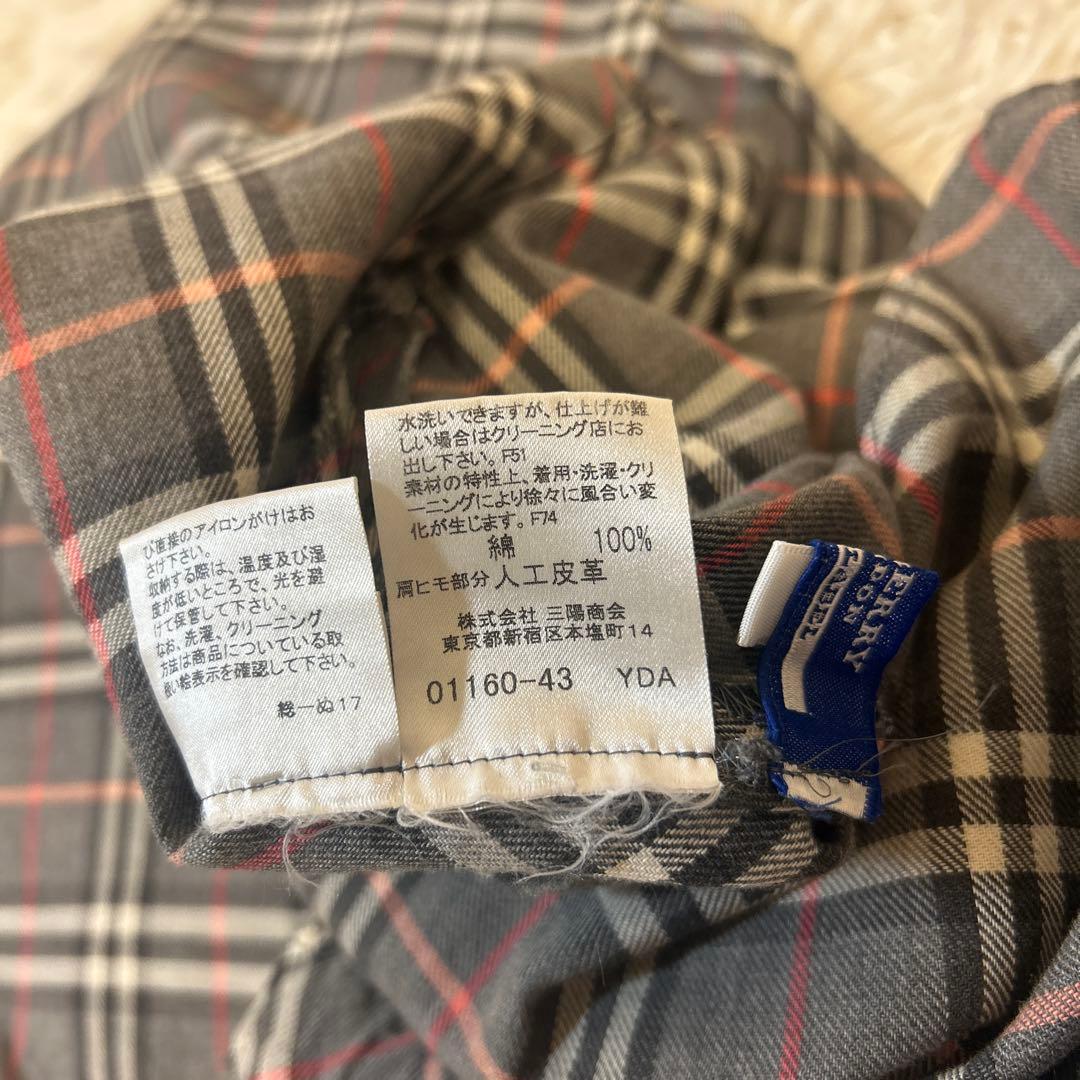 び直接のアイロンがけはお
さげ下さい。
収納する際は、温度及び湿
度が低いところで、光を避
けて保管して下さい。
なお、洗濯、クリーニング
方法は商品についている取
扱い絵表示を確認して下さい。
総ーぬ17
水洗いできますが、仕上げが難
しい場合はクリーニング店にお
出し下さい。F51
素材の特性上、着用・洗濯・クリ
ーニングにより徐々に風合い変
化が生じます。F74
綿 100%
肩ヒモ部分 人工皮革
株式会社 三陽商会
東京都新宿区本塩町14
01160-43 YDA
ERRY
DON
LABEL